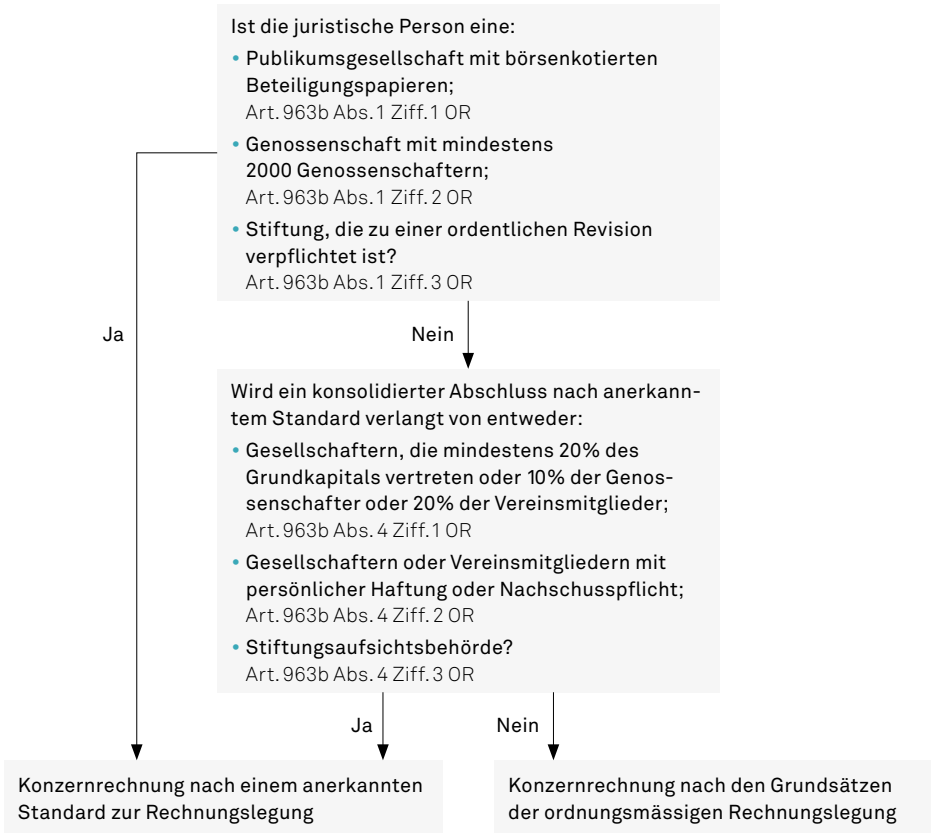 Ist die juristische Person eine:
• Publikumsgesellschaft mit börsenkotierten
Beteiligungspapieren;
Art. 963b Abs. 1 Ziff. 1 OR
• Genossenschaft mit mindestens
2000 Genossenschaftern;
Art. 963b Abs. 1 Ziff. 2 OR
• Stiftung, die zu einer ordentlichen Revision
verpflichtet ist?
Art. 963b Abs. 1 Ziff. 3 OR
Ja
Nein
Wird ein konsolidierter Abschluss nach anerkann-
tem Standard verlangt von entweder:
• Gesellschaftern, die mindestens 20% des
Grundkapitals vertreten oder 10% der Genos-
senschafter oder 20% der Vereinsmitglieder;
Art. 963b Abs. 4 Ziff. 1 OR
• Gesellschaftern oder Vereinsmitgliedern mit
persönlicher Haftung oder Nachschusspflicht;
Art. 963b Abs. 4 Ziff. 2 OR
• Stiftungsaufsichtsbehörde?
Art. 963b Abs. 4 Ziff. 3 OR
Ja
Nein
Konzernrechnung nach einem anerkannten
Standard zur Rechnungslegung
Konzernrechnung nach den Grundsätzen
der ordnungsmässigen Rechnungslegung